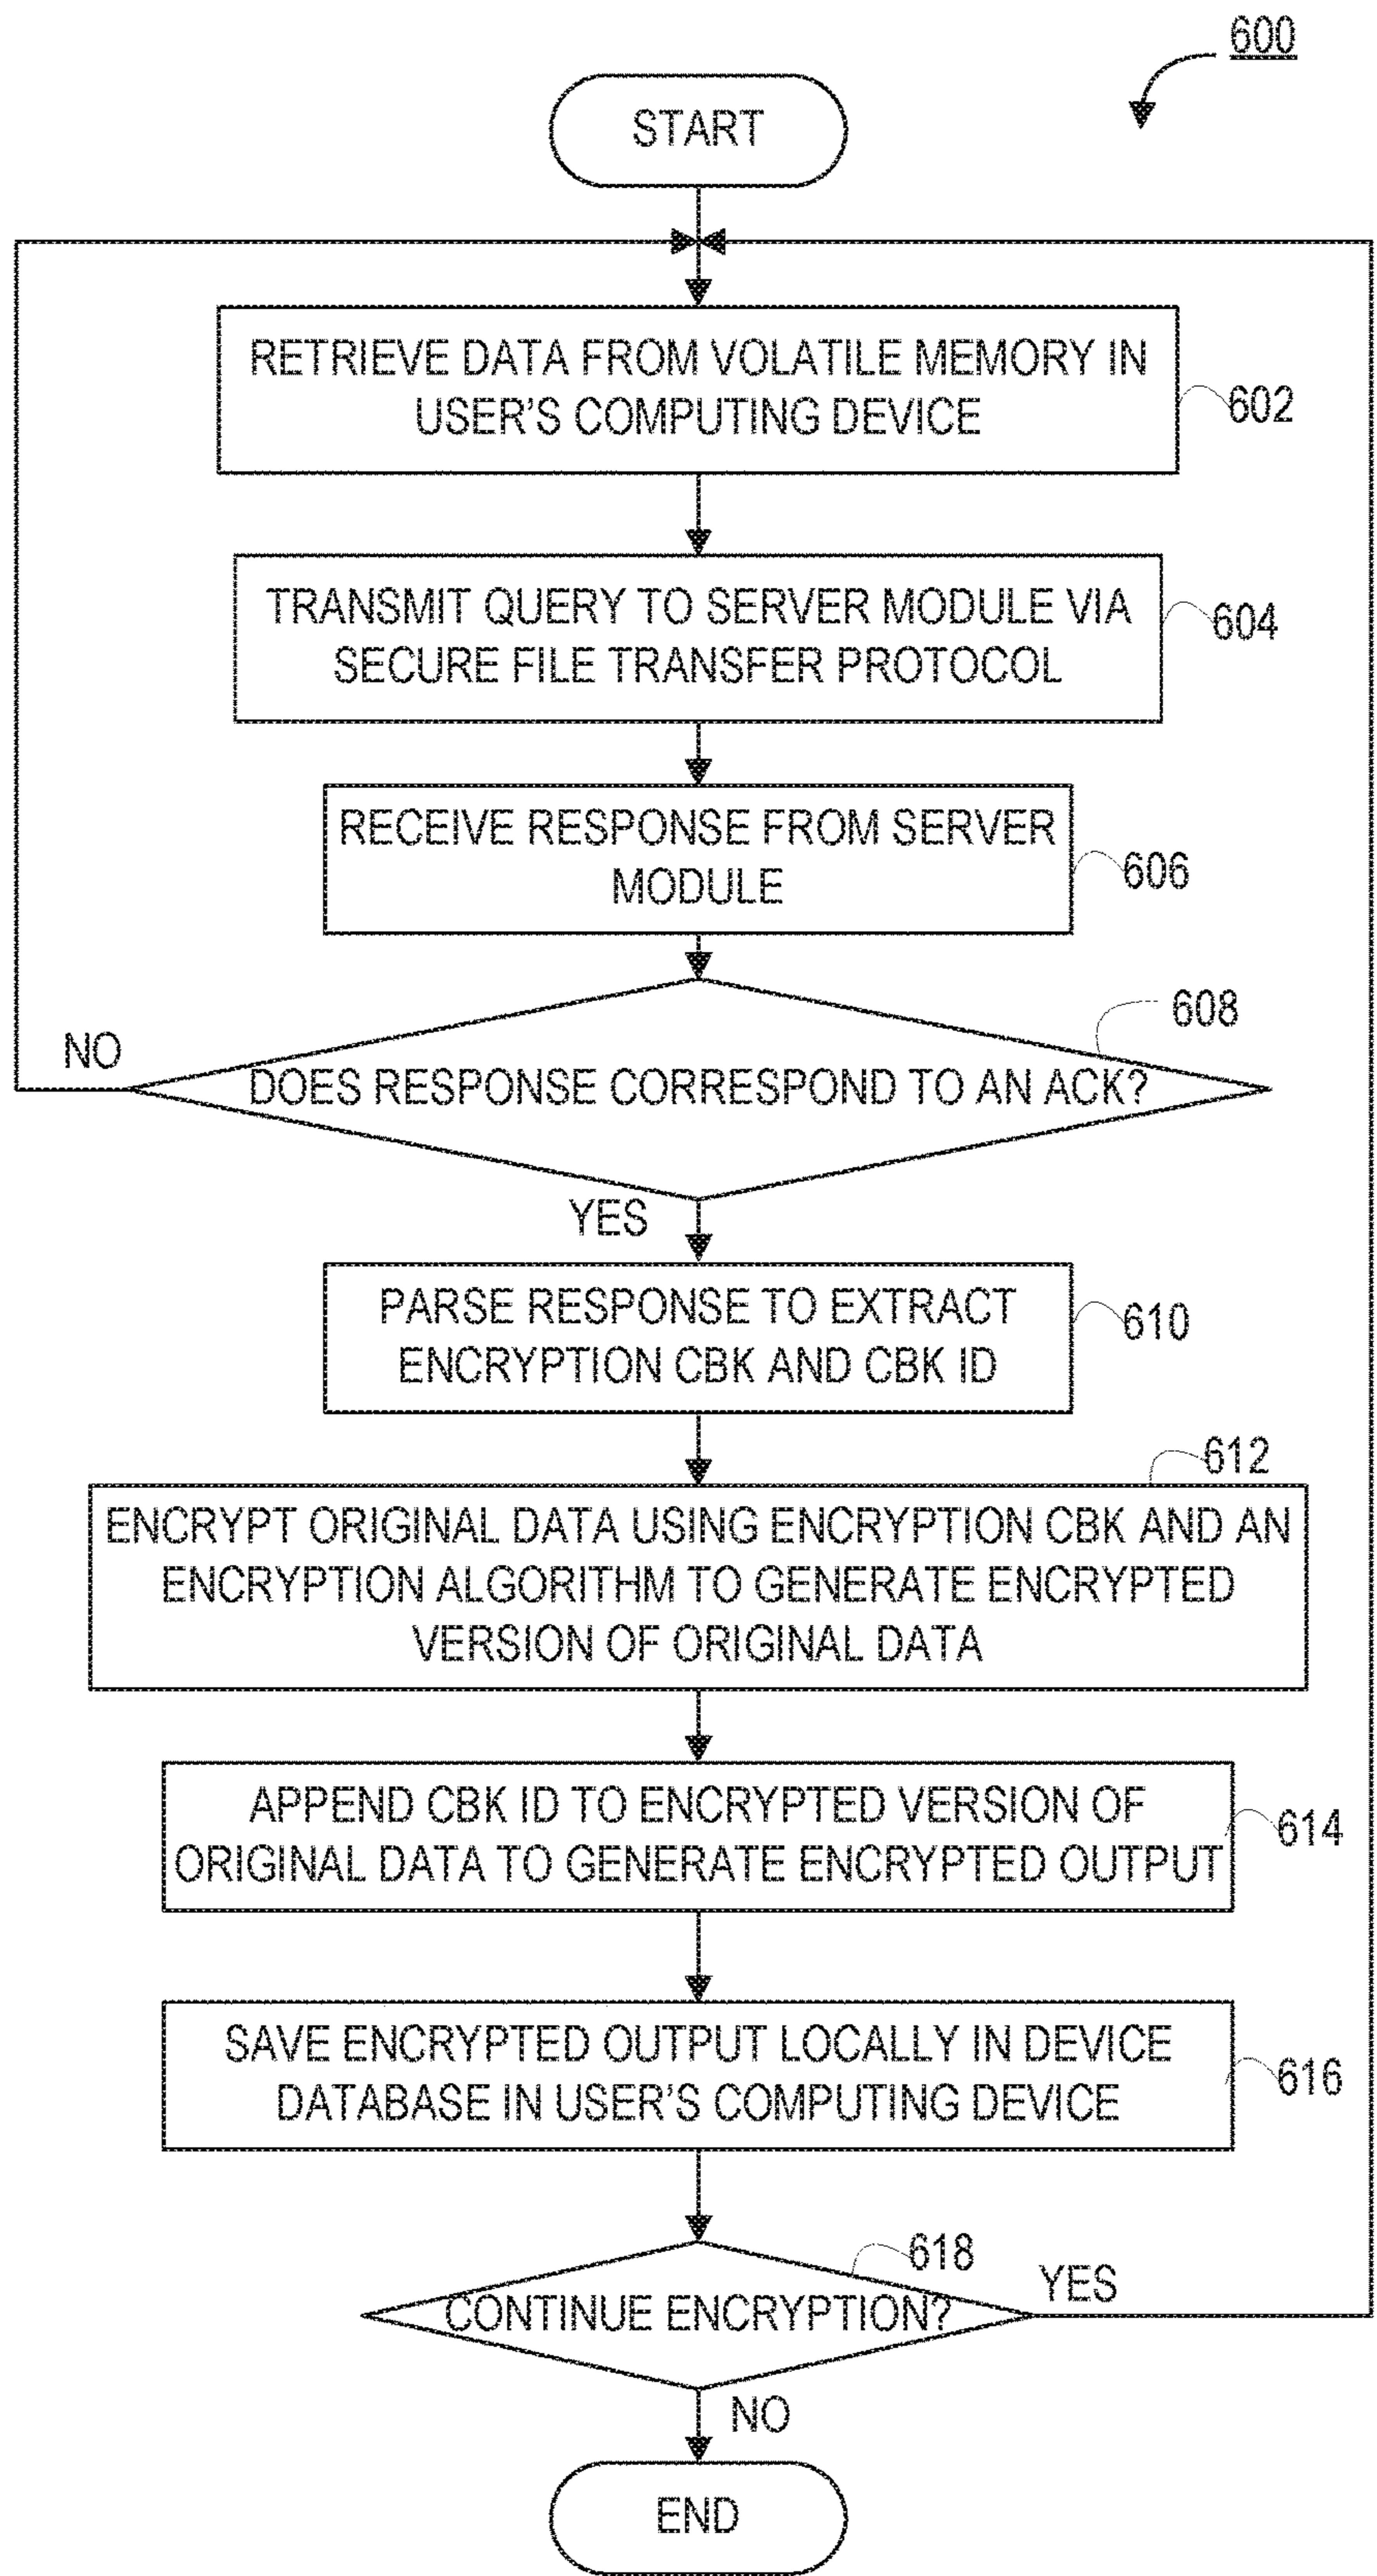 600
START
RETRIEVE DATA FROM VOLATILE MEMORY IN
USER'S COMPUTING DEVICE
602
TRANSMIT QUERY TO SERVER MODULE VIA
SECURE FILE TRANSFER PROTOCOL
604
RECEIVE RESPONSE FROM SERVER
MODULE
606
608
NO
DOES RESPONSE CORRESPOND TO AN ACK?
YES
PARSE RESPONSE TO EXTRACT
ENCRYPTION CBK AND CBK ID
610
612
ENCRYPT ORIGINAL DATA USING ENCRYPTION CBK AND AN
ENCRYPTION ALGORITHM TO GENERATE ENCRYPTED
VERSION OF ORIGINAL DATA
APPEND CBK ID TO ENCRYPTED VERSION OF
ORIGINAL DATA TO GENERATE ENCRYPTED OUTPUT
614
SAVE ENCRYPTED OUTPUT LOCALLY IN DEVICE
DATABASE IN USER'S COMPUTING DEVICE
616
618
YES
CONTINUE ENCRYPTION?
NO
END